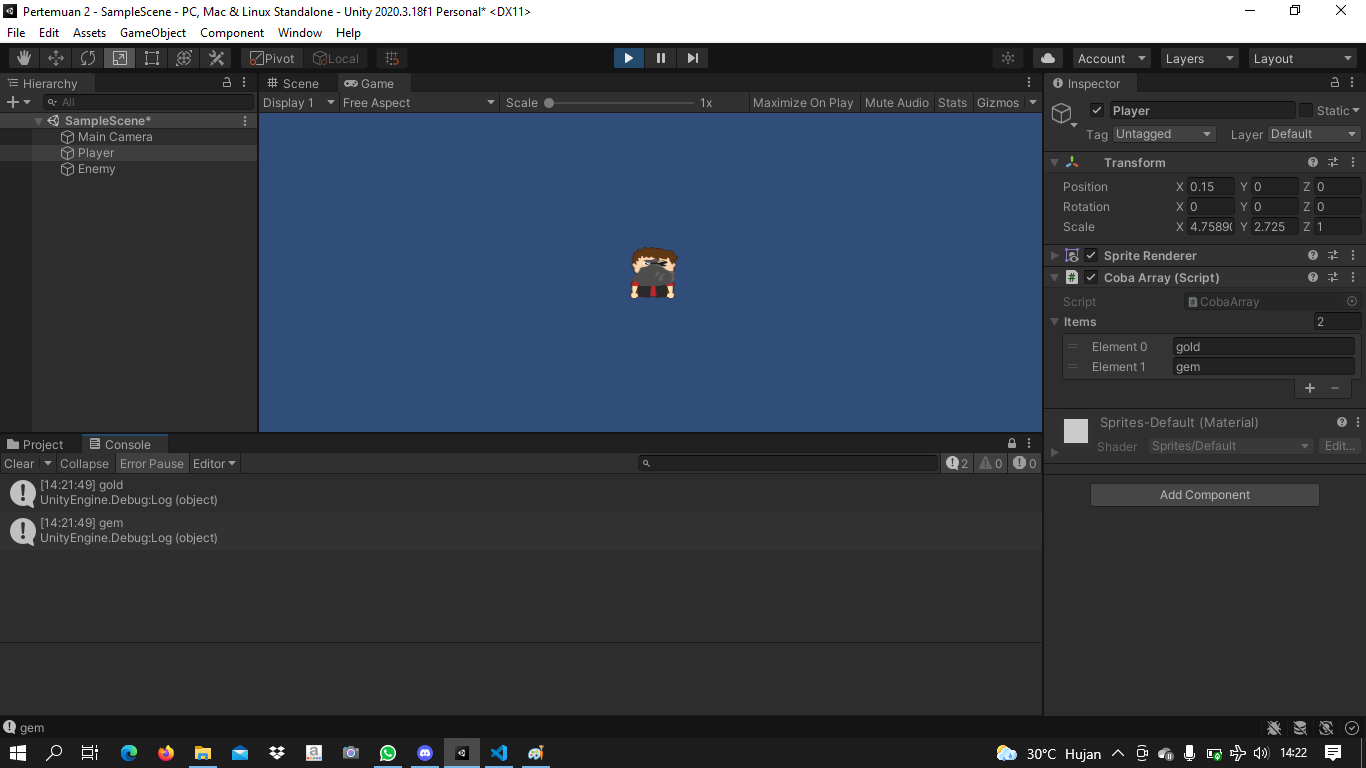 Pertemuan 2 - SampleScene - PC, Mac & Linux Standalone - Unity 2020.3.18f1 Personal* <DX11>
File Edit Assets GameObject Component Window Help
Pivot Local Account Layers Layout
Hierarchy
All
SampleScene*
Main Camera
Player
Enemy
Scene Game
Display 1 Free Aspect Scale 1x Maximize On Play Mute Audio Stats Gizmos
Inspector
Player Static
Tag Untagged Layer Default
Transform
Position X 0.15 Y 0 Z 0
Rotation X 0 Y 0 Z 0
Scale X 4.7589 Y 2.725 Z 1
Sprite Renderer
# Coba Array (Script)
Script # CobaArray
Items 2
Element 0 gold
Element 1 gem
+ -
Sprites-Default (Material)
Shader Sprites/Default Edit...
Add Component
Project Console
Clear Collapse Error Pause Editor 2 0 0
[14:21:49] gold
UnityEngine.Debug:Log (object)
[14:21:49] gem
UnityEngine.Debug:Log (object)
gem
a 30°C Hujan 14:22